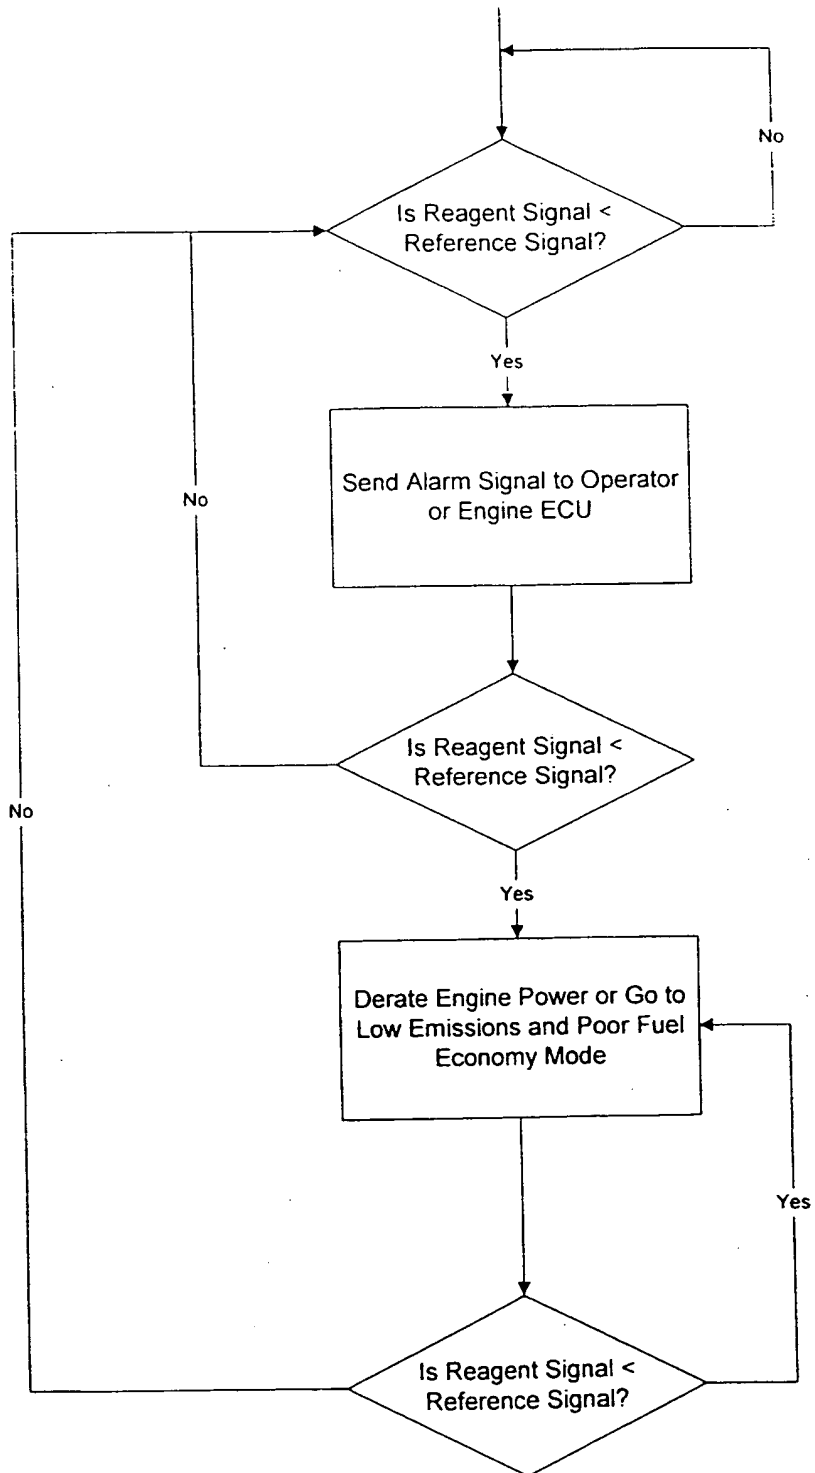 No
Is Reagent Signal <
Reference Signal?
Yes
Send Alarm Signal to Operator
or Engine ECU
No
Is Reagent Signal <
Reference Signal?
No
Yes
Derate Engine Power or Go to
Low Emissions and Poor Fuel
Economy Mode
Yes
Is Reagent Signal <
Reference Signal?